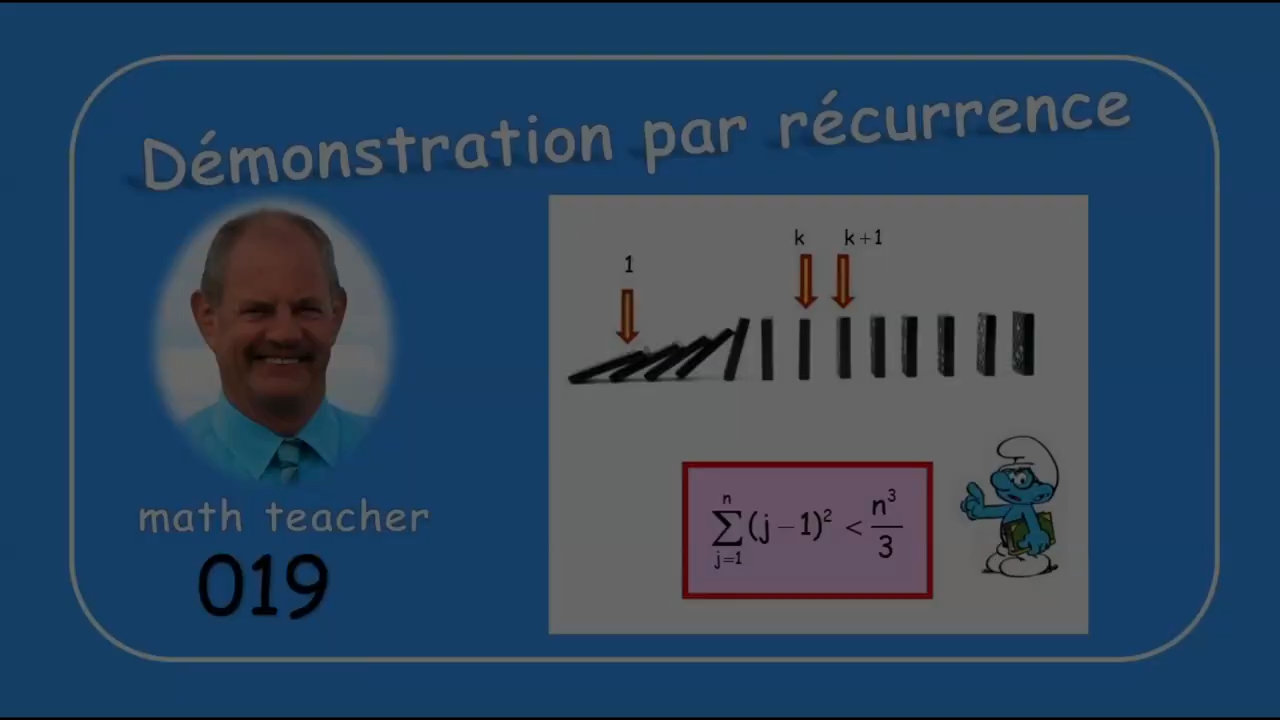 Démonstration par récurrence
1
k
k+1
n
∑(j−1)² < n³/3
j=1
math teacher
019